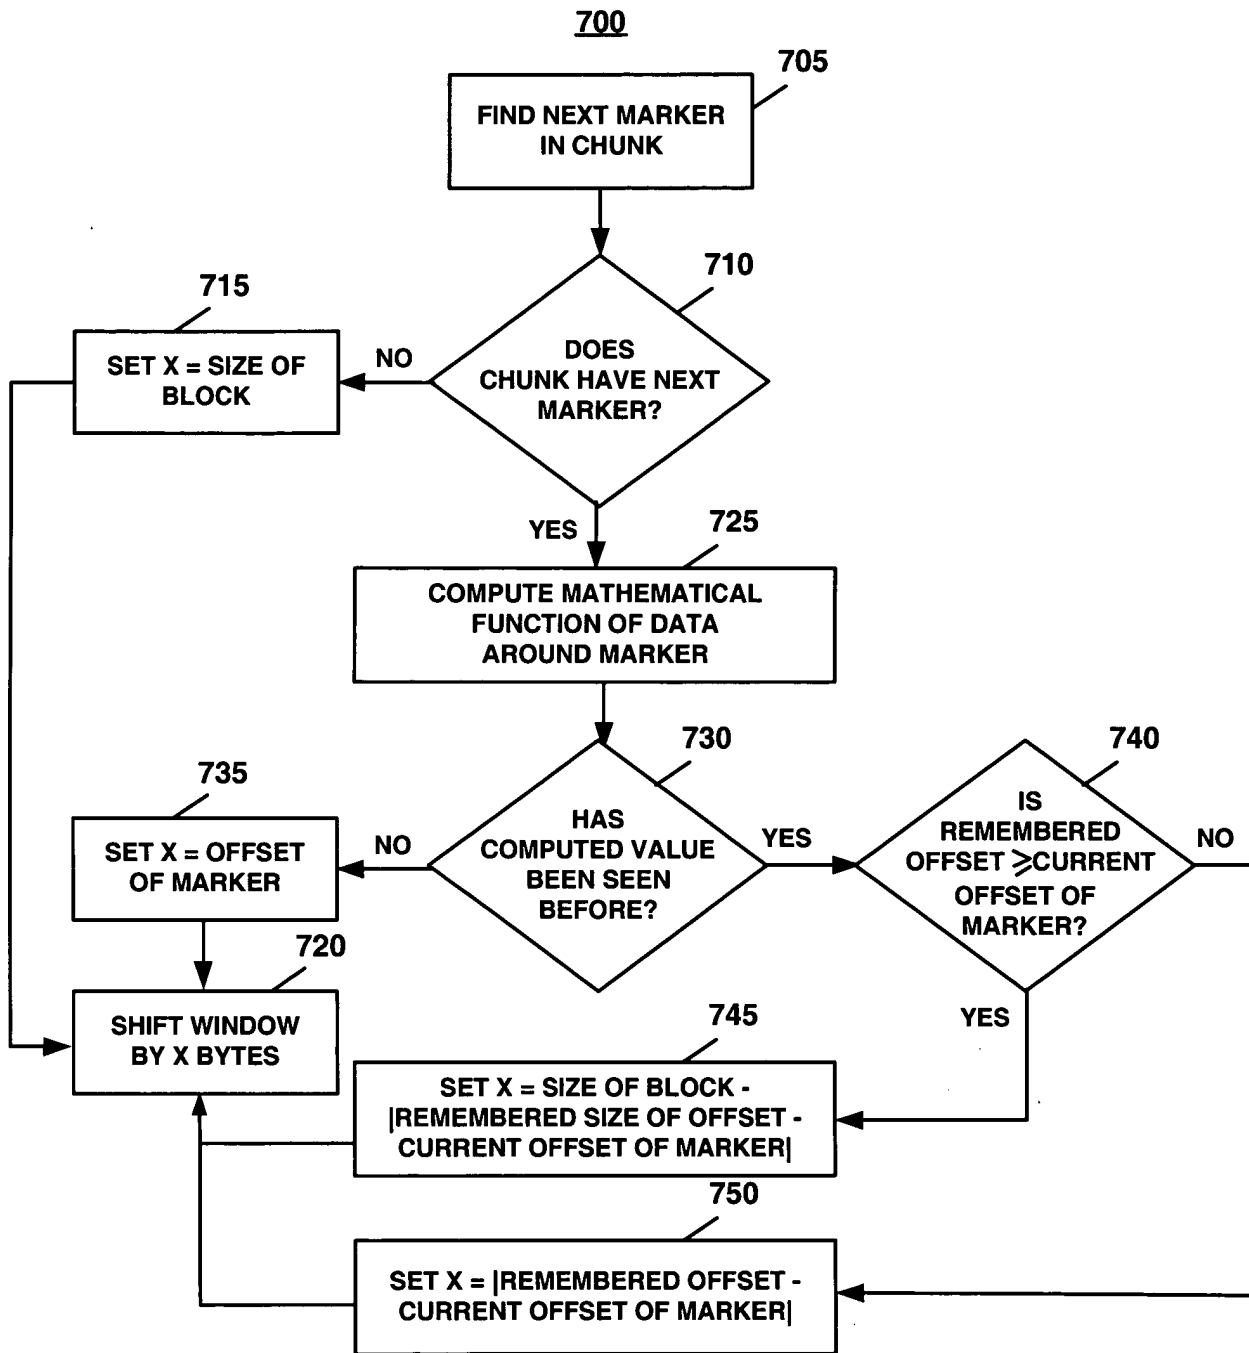 700
705
FIND NEXT MARKER
IN CHUNK
710
DOES
CHUNK HAVE NEXT
MARKER?
NO
715
SET X = SIZE OF
BLOCK
YES
725
COMPUTE MATHEMATICAL
FUNCTION OF DATA
AROUND MARKER
730
HAS
COMPUTED VALUE
BEEN SEEN
BEFORE?
NO
735
SET X = OFFSET
OF MARKER
720
SHIFT WINDOW
BY X BYTES
YES
740
IS
REMEMBERED
OFFSET ⩾CURRENT
OFFSET OF
MARKER?
NO
YES
745
SET X = SIZE OF BLOCK -
|REMEMBERED SIZE OF OFFSET -
CURRENT OFFSET OF MARKER|
750
SET X = |REMEMBERED OFFSET -
CURRENT OFFSET OF MARKER|